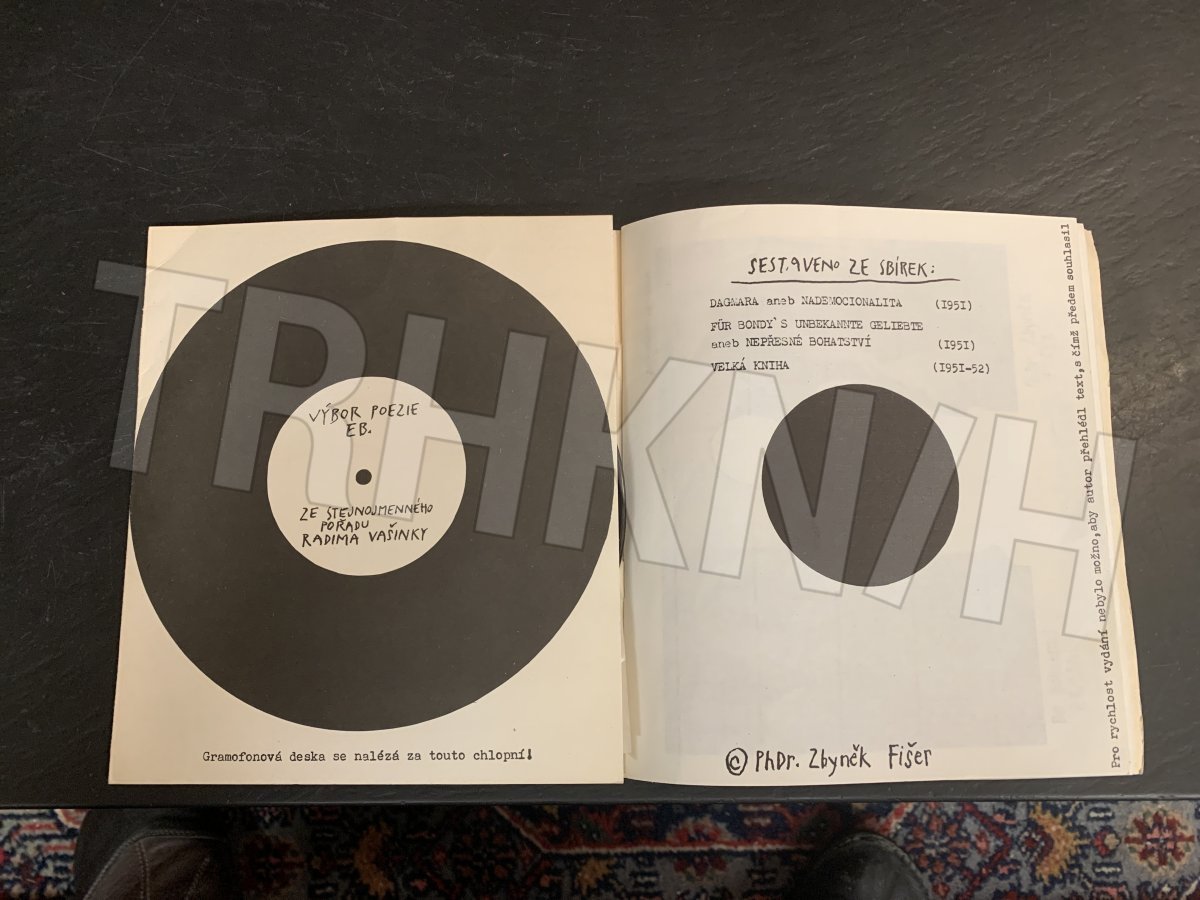 VÝBOR POEZIE
EB.
ZE STEJNOJMENNÉHO
POŘADU
RADIMA VAŠINKY
Gramofonová deska se nalézá za touto chlopní!
SESTAVENO ZE SBÍREK:
DAGMARA aneb NADEMOCIONALITA (I95I)
FÜR BONDY`S UNBEKANNTE GELIEBTE
aneb NEPŘESNÉ BOHATSTVÍ (I95I)
VELKÁ KNIHA (I95I-52)
© PhDr. Zbyněk Fišer
Pro rychlost vydání nebylo možno,aby autor přehlédl text,s čímž předem souhlasil
TRHKNIH